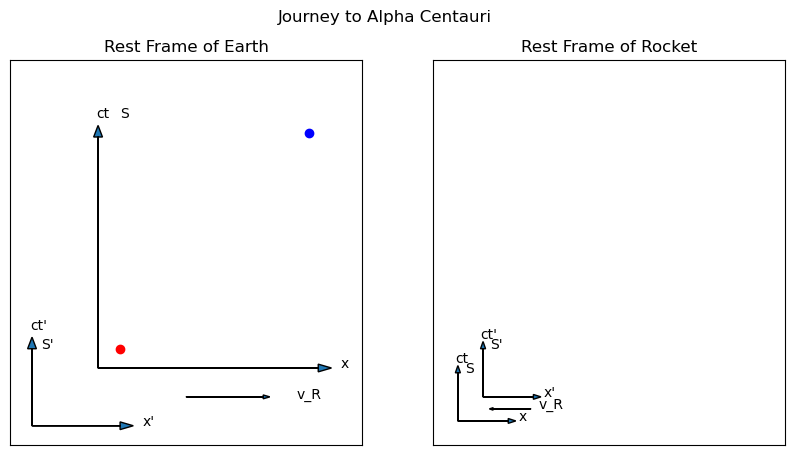 Journey to Alpha Centauri
Rest Frame of Earth
Rest Frame of Rocket
ct S
ct'
S'
x
v_R
x'
ct'
S'
ct
S
x'
v_R
x